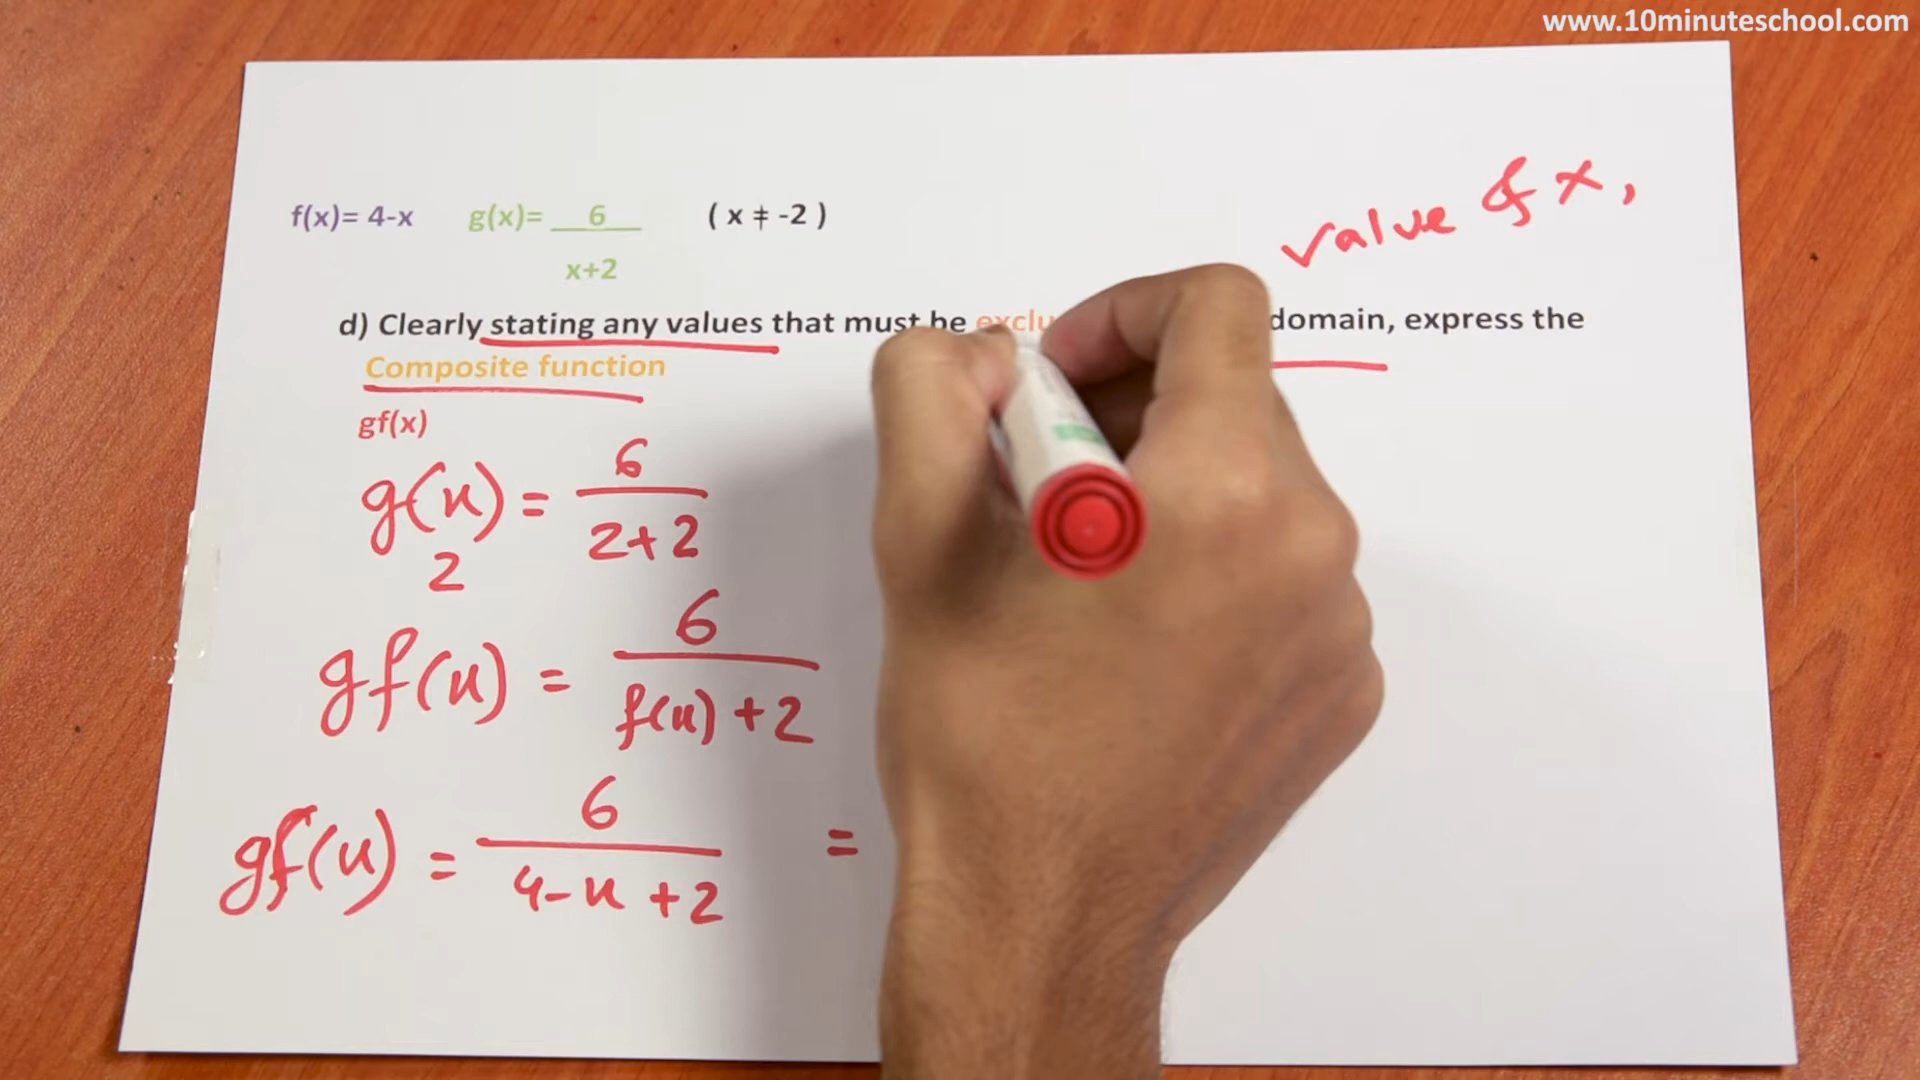 www.10minuteschool.com
value of x,
f(x)= 4-x g(x)= 6 ( x ≠ -2 )
x+2
d) Clearly stating any values that must be domain, express the
Composite function
gf(x)
g(x) = 6
2+2
2
gf(x) = 6
f(x) + 2
gf(x) = 6 =
4-x +2